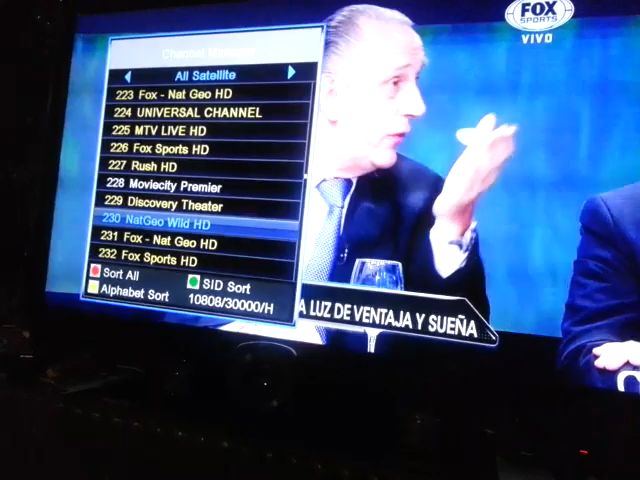 FOX
SPORTS
VIVO
All Satellite
223 Fox - Nat Geo HD
224 UNIVERSAL CHANNEL
225 MTV LIVE HD
226 Fox Sports HD
227 Rush HD
228 Moviecity Premier
229 Discovery Theater
230 NatGeo Wild HD
231 Fox - Nat Geo HD
232 Fox Sports HD
Sort All
SID Sort
Alphabet Sort
10808/30000/H
A LUZ DE VENTAJA Y SUEÑA